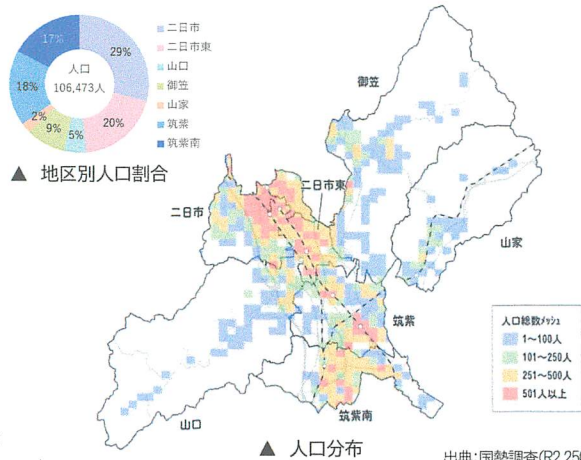 17%
29%
18%
2%
9%
5%
20%
人口
106,473人
二日市
二日市東
山口
御笠
山家
筑紫
筑紫南
▲ 地区別人口割合
御笠
二日市東
二日市
山家
筑紫
山口
筑紫南
人口総数メッシュ
1~100人
101~250人
251~500人
501人以上
▲ 人口分布
出典:国勢調査(R2,250